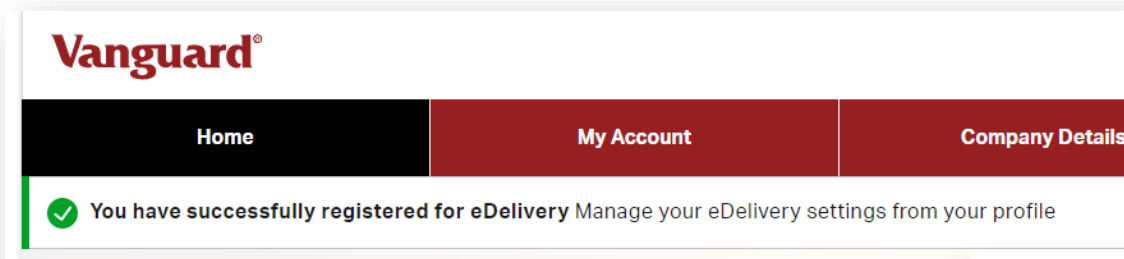 Vanguard®
Home My Account Company Details
You have successfully registered for eDelivery Manage your eDelivery settings from your profile